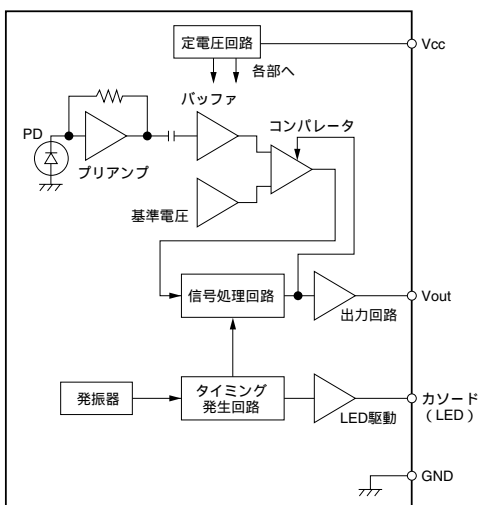 定電圧回路
Vcc
各部へ
バッファ
コンパレータ
PD
プリアンプ
基準電圧
信号処理回路
Vout
出力回路
発振器
タイミング
発生回路
LED駆動
カソード
（LED）
GND